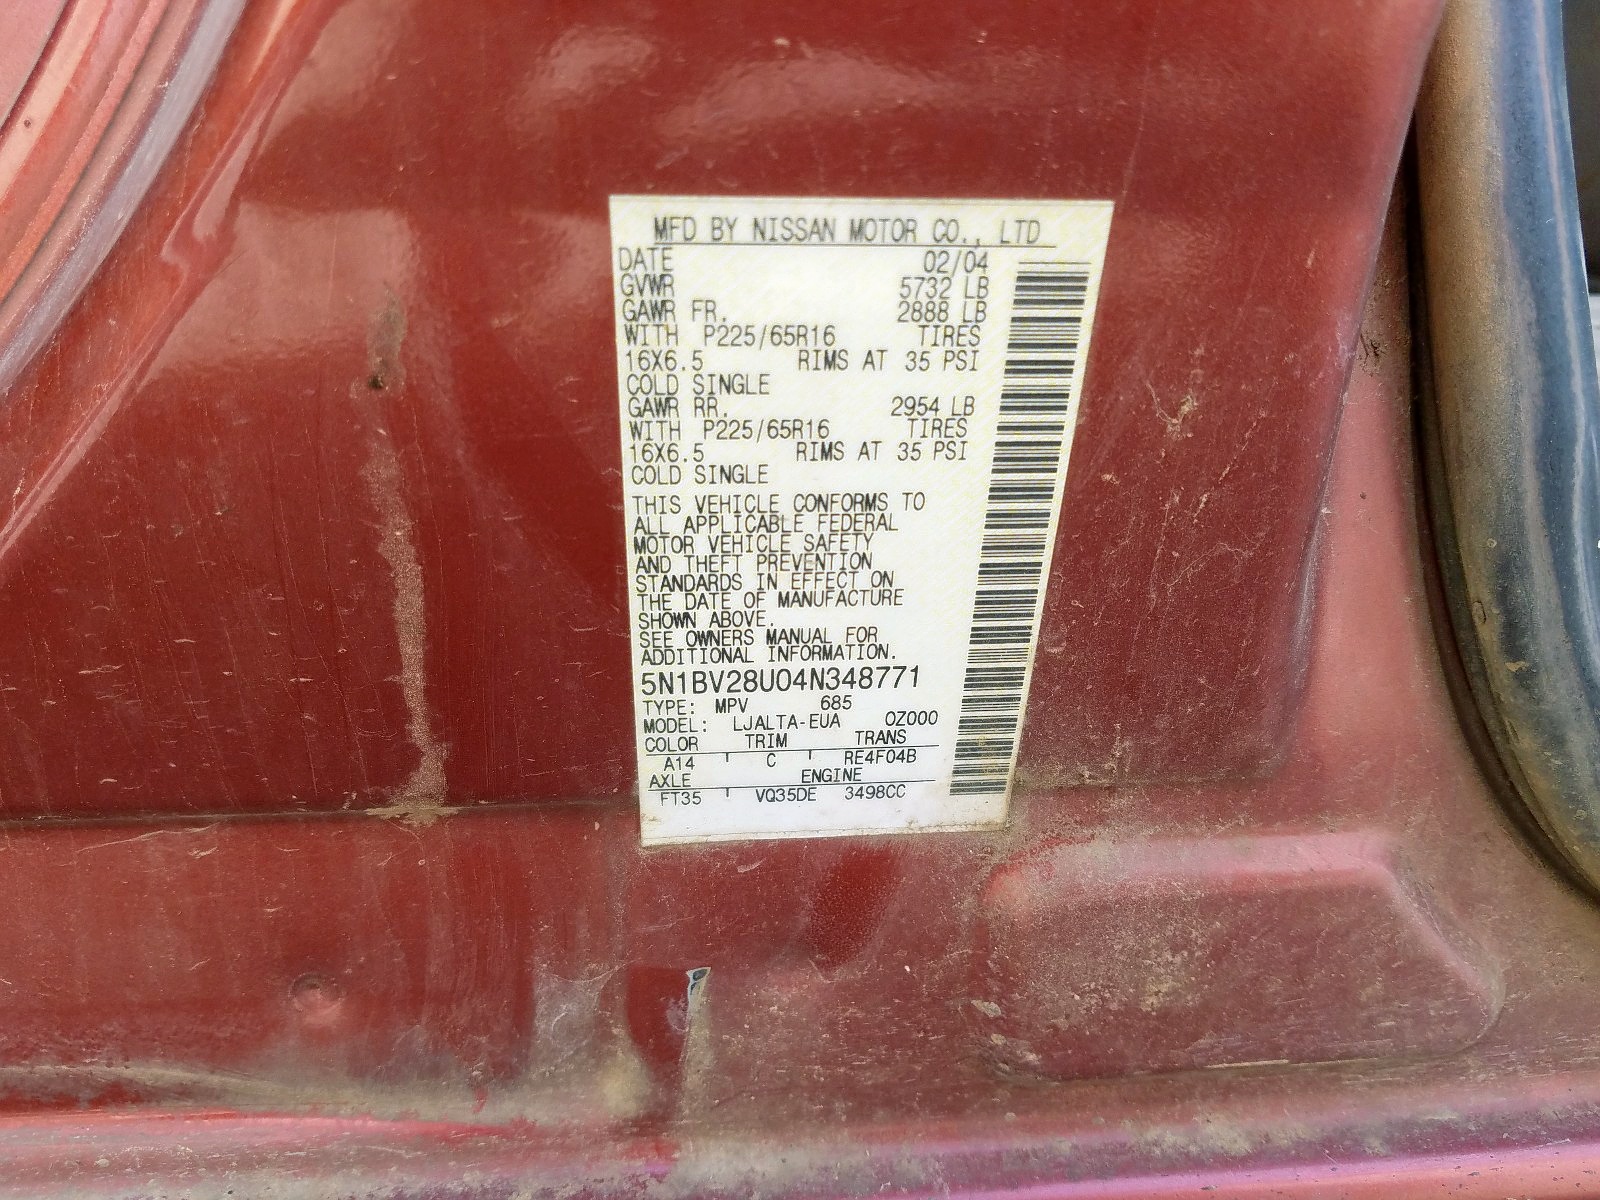 MFD BY NISSAN MOTOR CO., LTD
DATE 02/04
GVWR 5732 LB
GAWR FR. 2888 LB
WITH P225/65R16 TIRES
16X6.5 RIMS AT 35 PSI
COLD SINGLE
GAWR RR. 2954 LB
WITH P225/65R16 TIRES
16X6.5 RIMS AT 35 PSI
COLD SINGLE
THIS VEHICLE CONFORMS TO
ALL APPLICABLE FEDERAL
MOTOR VEHICLE SAFETY
AND THEFT PREVENTION
STANDARDS IN EFFECT ON
THE DATE OF MANUFACTURE
SHOWN ABOVE.
SEE OWNERS MANUAL FOR
ADDITIONAL INFORMATION.
5N1BV28U04N348771
TYPE: MPV 685
MODEL: LJALTA-EUA 0Z000
COLOR TRIM TRANS
A14 C RE4F04B
AXLE ENGINE
FT35 VQ35DE 3498CC